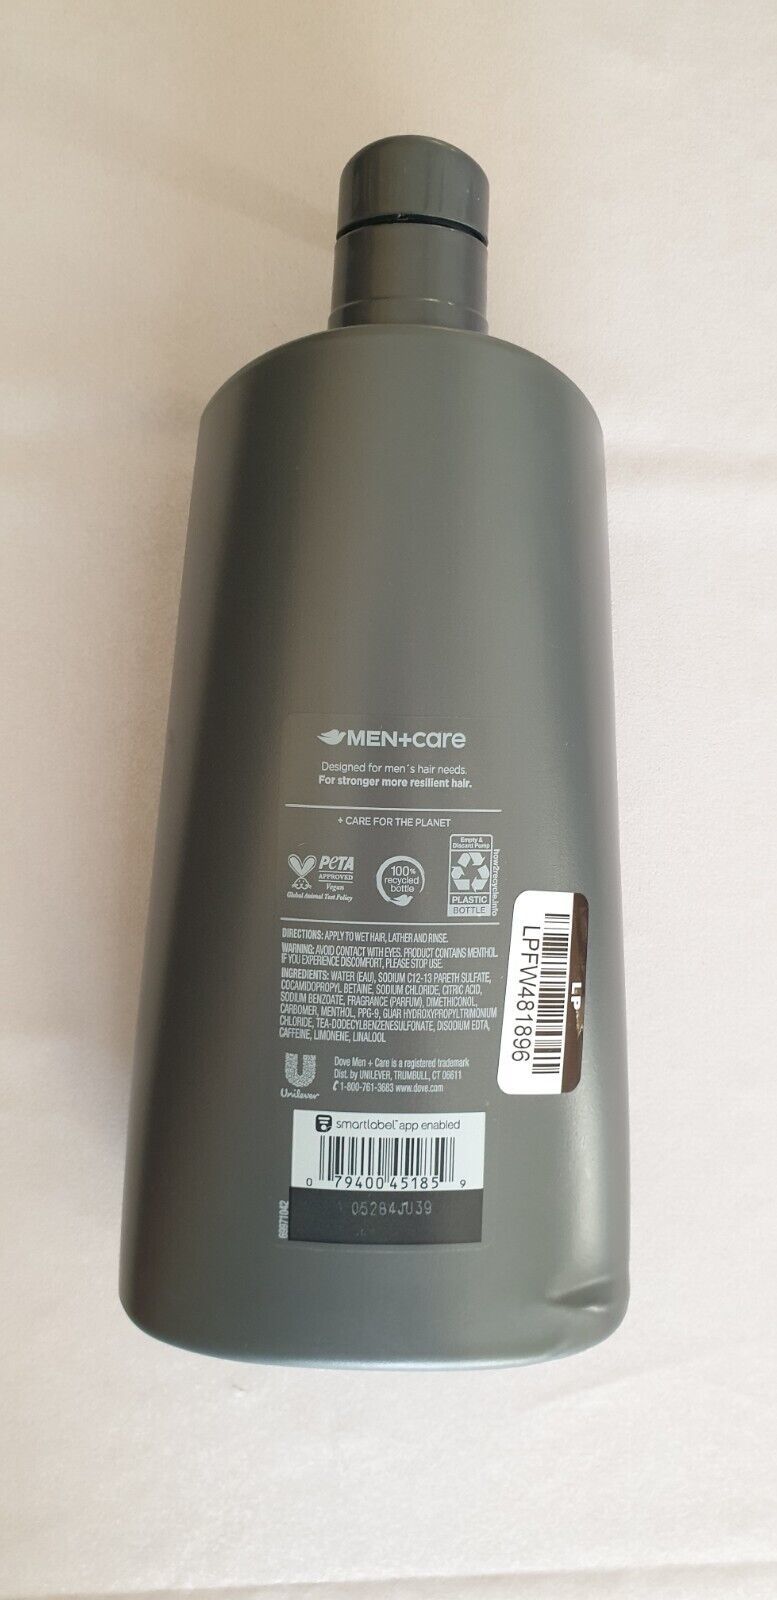 MEN+Care
Designed for men's hair needs.
For stronger more resilient hair.
+ CARE FOR THE PLANET
PETA
APPROVED
Vegan
Global Animal Test Policy
100%
recycled
bottle
Empty &
Discard Pump
PLASTIC
BOTTLE
how2recycle.info
DIRECTIONS: APPLY TO WET HAIR, LATHER AND RINSE.
WARNING: AVOID CONTACT WITH EYES. PRODUCT CONTAINS MENTHOL.
IF YOU EXPERIENCE DISCOMFORT, PLEASE STOP USE.
INGREDIENTS: WATER (EAU), SODIUM C12-13 PARETH SULFATE,
COCAMIDOPROPYL BETAINE, SODIUM CHLORIDE, CITRIC ACID,
SODIUM BENZOATE, FRAGRANCE (PARFUM), DIMETHICONOL,
CARBOMER, MENTHOL, PPG-9, GUAR HYDROXYPROPYLTRIMONIUM
CHLORIDE, TEA-DODECYLBENZENESULFONATE, DISODIUM EDTA,
CAFFEINE, LIMONENE, LINALOOL
LP
LPFW481896
Unilever
Dove Men + Care is a registered trademark
Dist. by UNILEVER, TRUMBULL, CT 06611
1-800-761-3683 www.dove.com
smartlabel™ app enabled
0 79400 45185 9
05284JU39
69971042